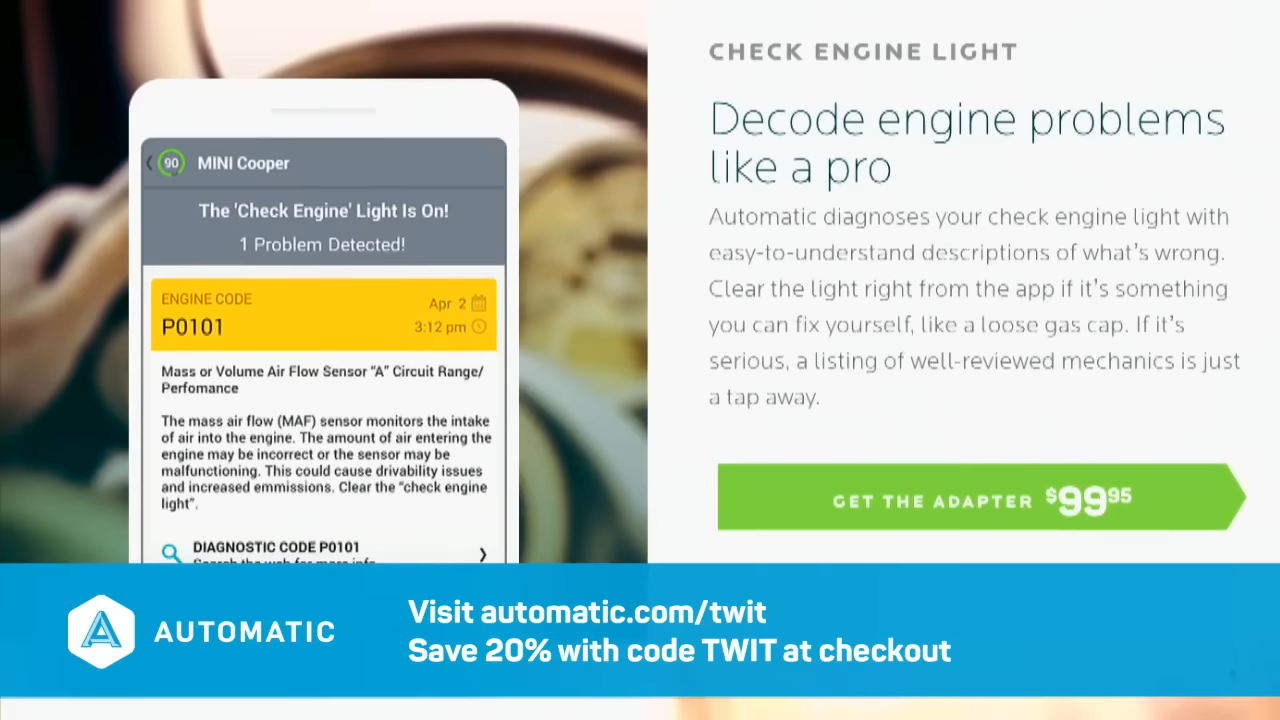 90 MINI Cooper
The 'Check Engine' Light Is On!
1 Problem Detected!
ENGINE CODE
P0101
Apr 2
3:12 pm
Mass or Volume Air Flow Sensor “A” Circuit Range/
Perfomance
The mass air flow (MAF) sensor monitors the intake
of air into the engine. The amount of air entering the
engine may be incorrect or the sensor may be
malfunctioning. This could cause drivability issues
and increased emmissions. Clear the “check engine
light”.
DIAGNOSTIC CODE P0101
Search the web for more info
CHECK ENGINE LIGHT
Decode engine problems
like a pro
Automatic diagnoses your check engine light with
easy-to-understand descriptions of what's wrong.
Clear the light right from the app if it's something
you can fix yourself, like a loose gas cap. If it's
serious, a listing of well-reviewed mechanics is just
a tap away.
GET THE ADAPTER $9995
A AUTOMATIC
Visit automatic.com/twit
Save 20% with code TWIT at checkout